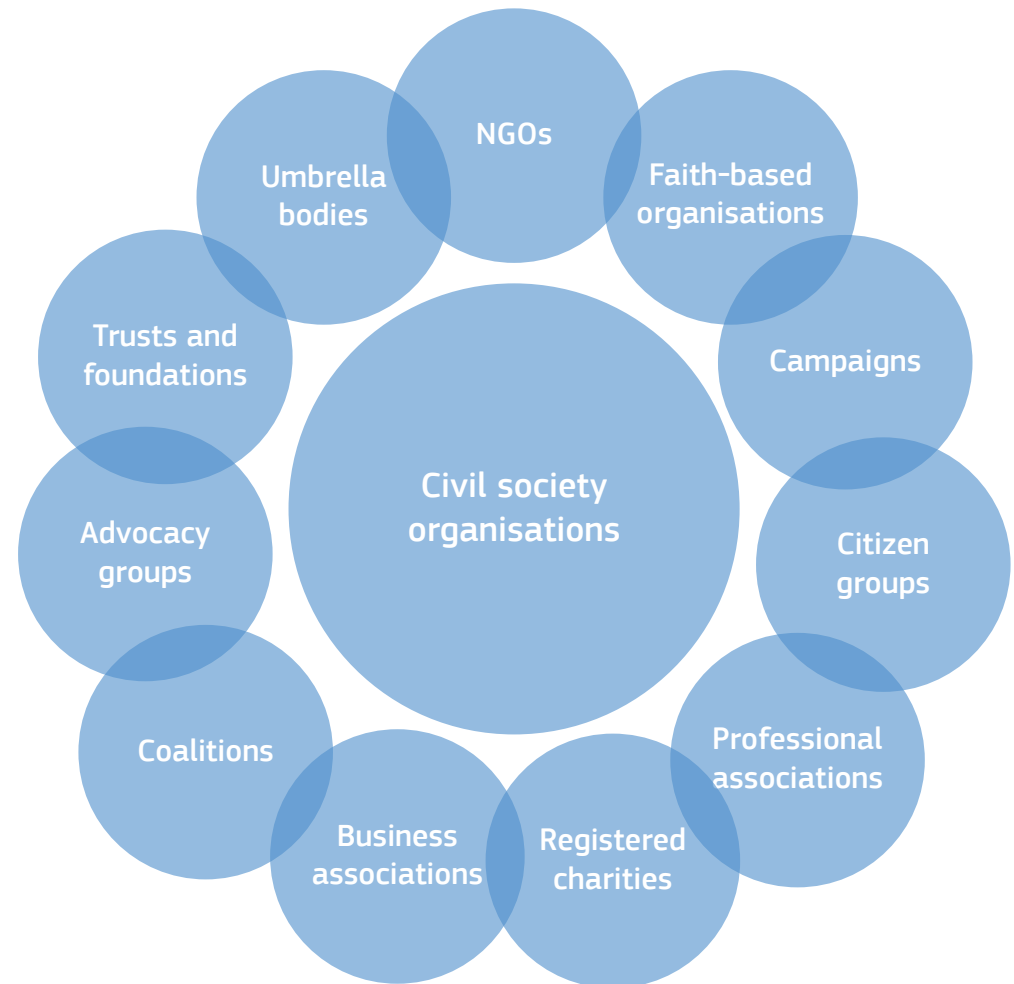 NGOs
Faith-based
organisations
Campaigns
Citizen
groups
Professional
associations
Registered
charities
Business
associations
Coalitions
Advocacy
groups
Trusts and
foundations
Umbrella
bodies
Civil society
organisations